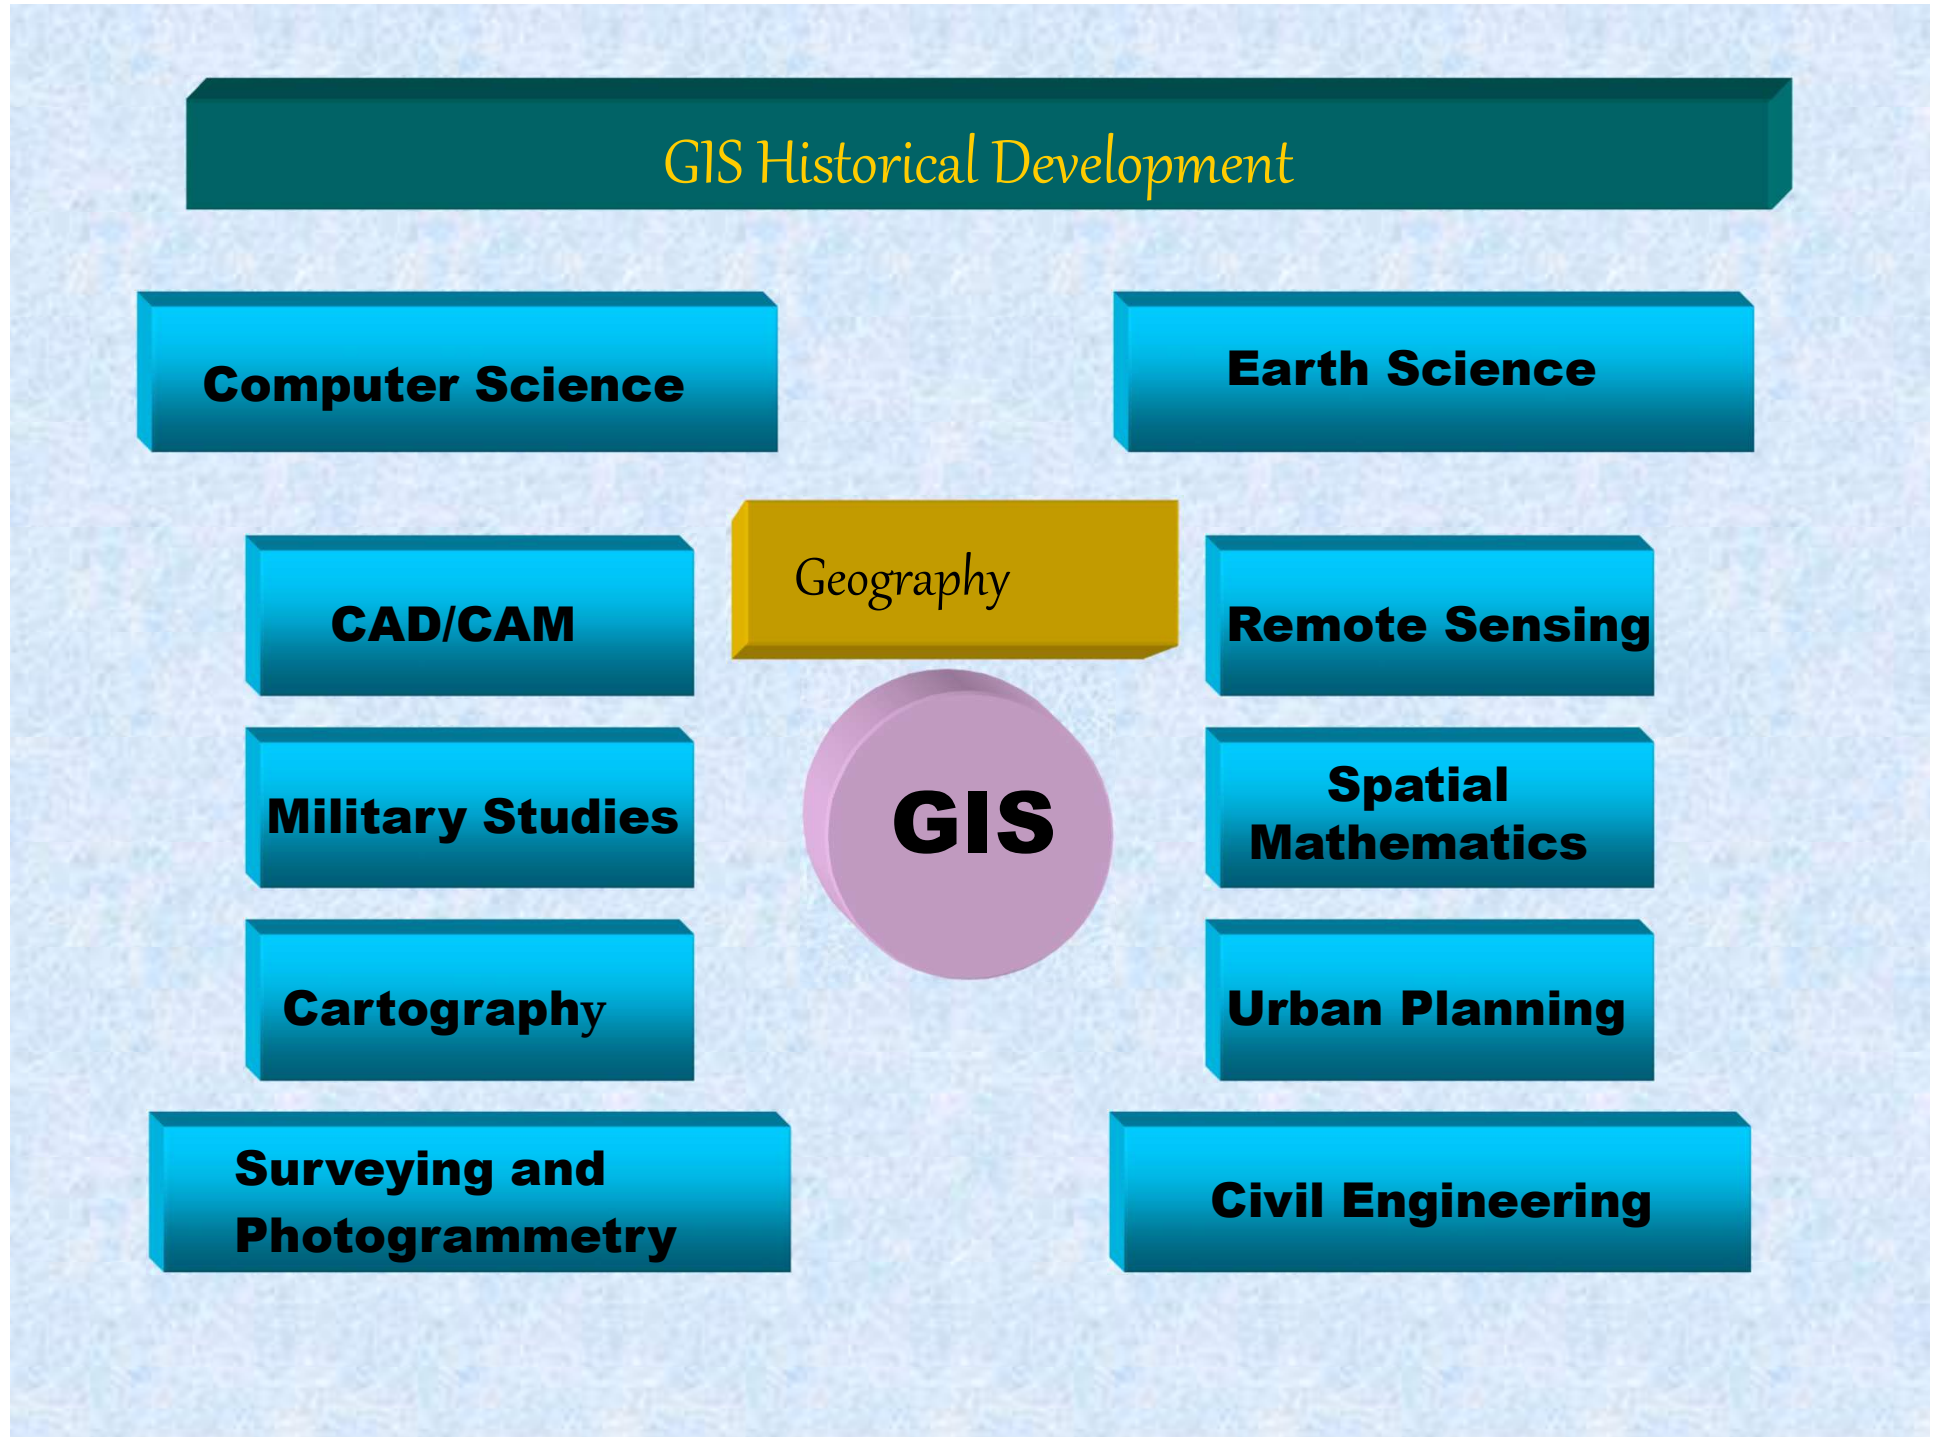 GIS Historical Development
Computer Science
Earth Science
Geography
CAD/CAM
Remote Sensing
GIS
Military Studies
Spatial
Mathematics
Cartography
Urban Planning
Surveying and
Photogrammetry
Civil Engineering